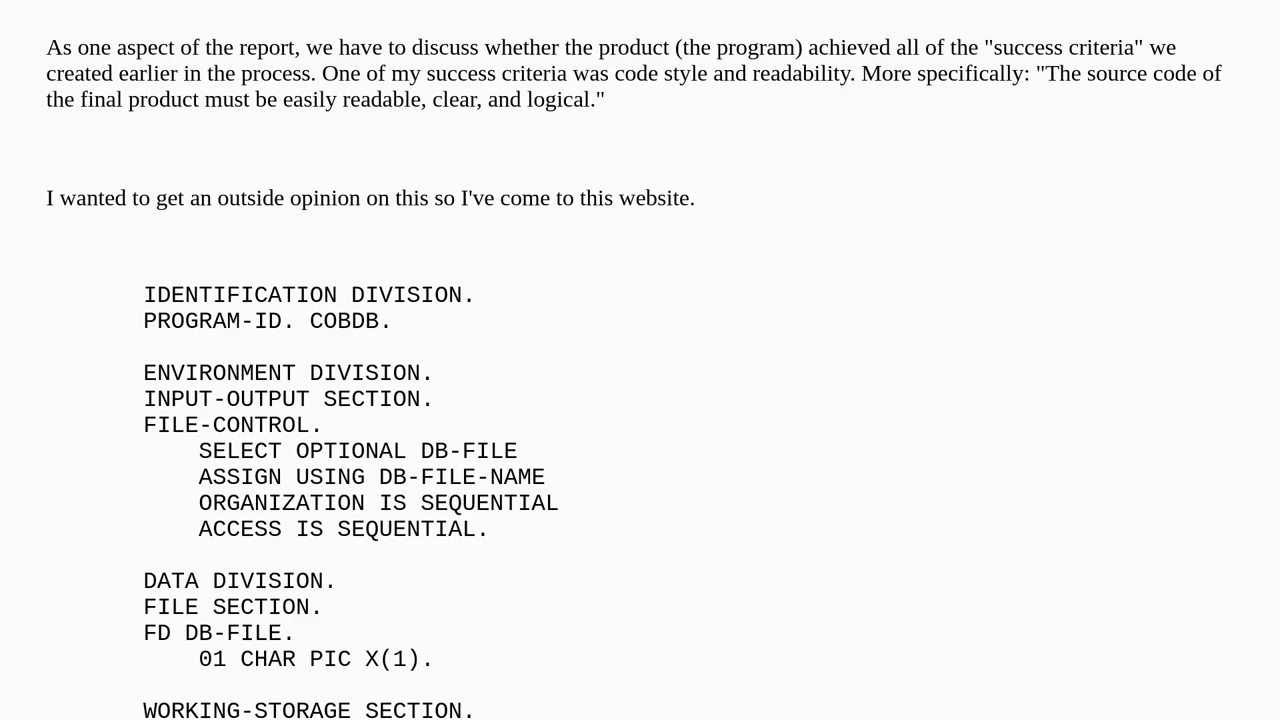 As one aspect of the report, we have to discuss whether the product (the program) achieved all of the "success criteria" we
created earlier in the process. One of my success criteria was code style and readability. More specifically: "The source code of
the final product must be easily readable, clear, and logical."
I wanted to get an outside opinion on this so I've come to this website.
IDENTIFICATION DIVISION.
PROGRAM-ID. COBDB.
ENVIRONMENT DIVISION.
INPUT-OUTPUT SECTION.
FILE-CONTROL.
SELECT OPTIONAL DB-FILE
ASSIGN USING DB-FILE-NAME
ORGANIZATION IS SEQUENTIAL
ACCESS IS SEQUENTIAL.
DATA DIVISION.
FILE SECTION.
FD DB-FILE.
01 CHAR PIC X(1).
WORKING-STORAGE SECTION.